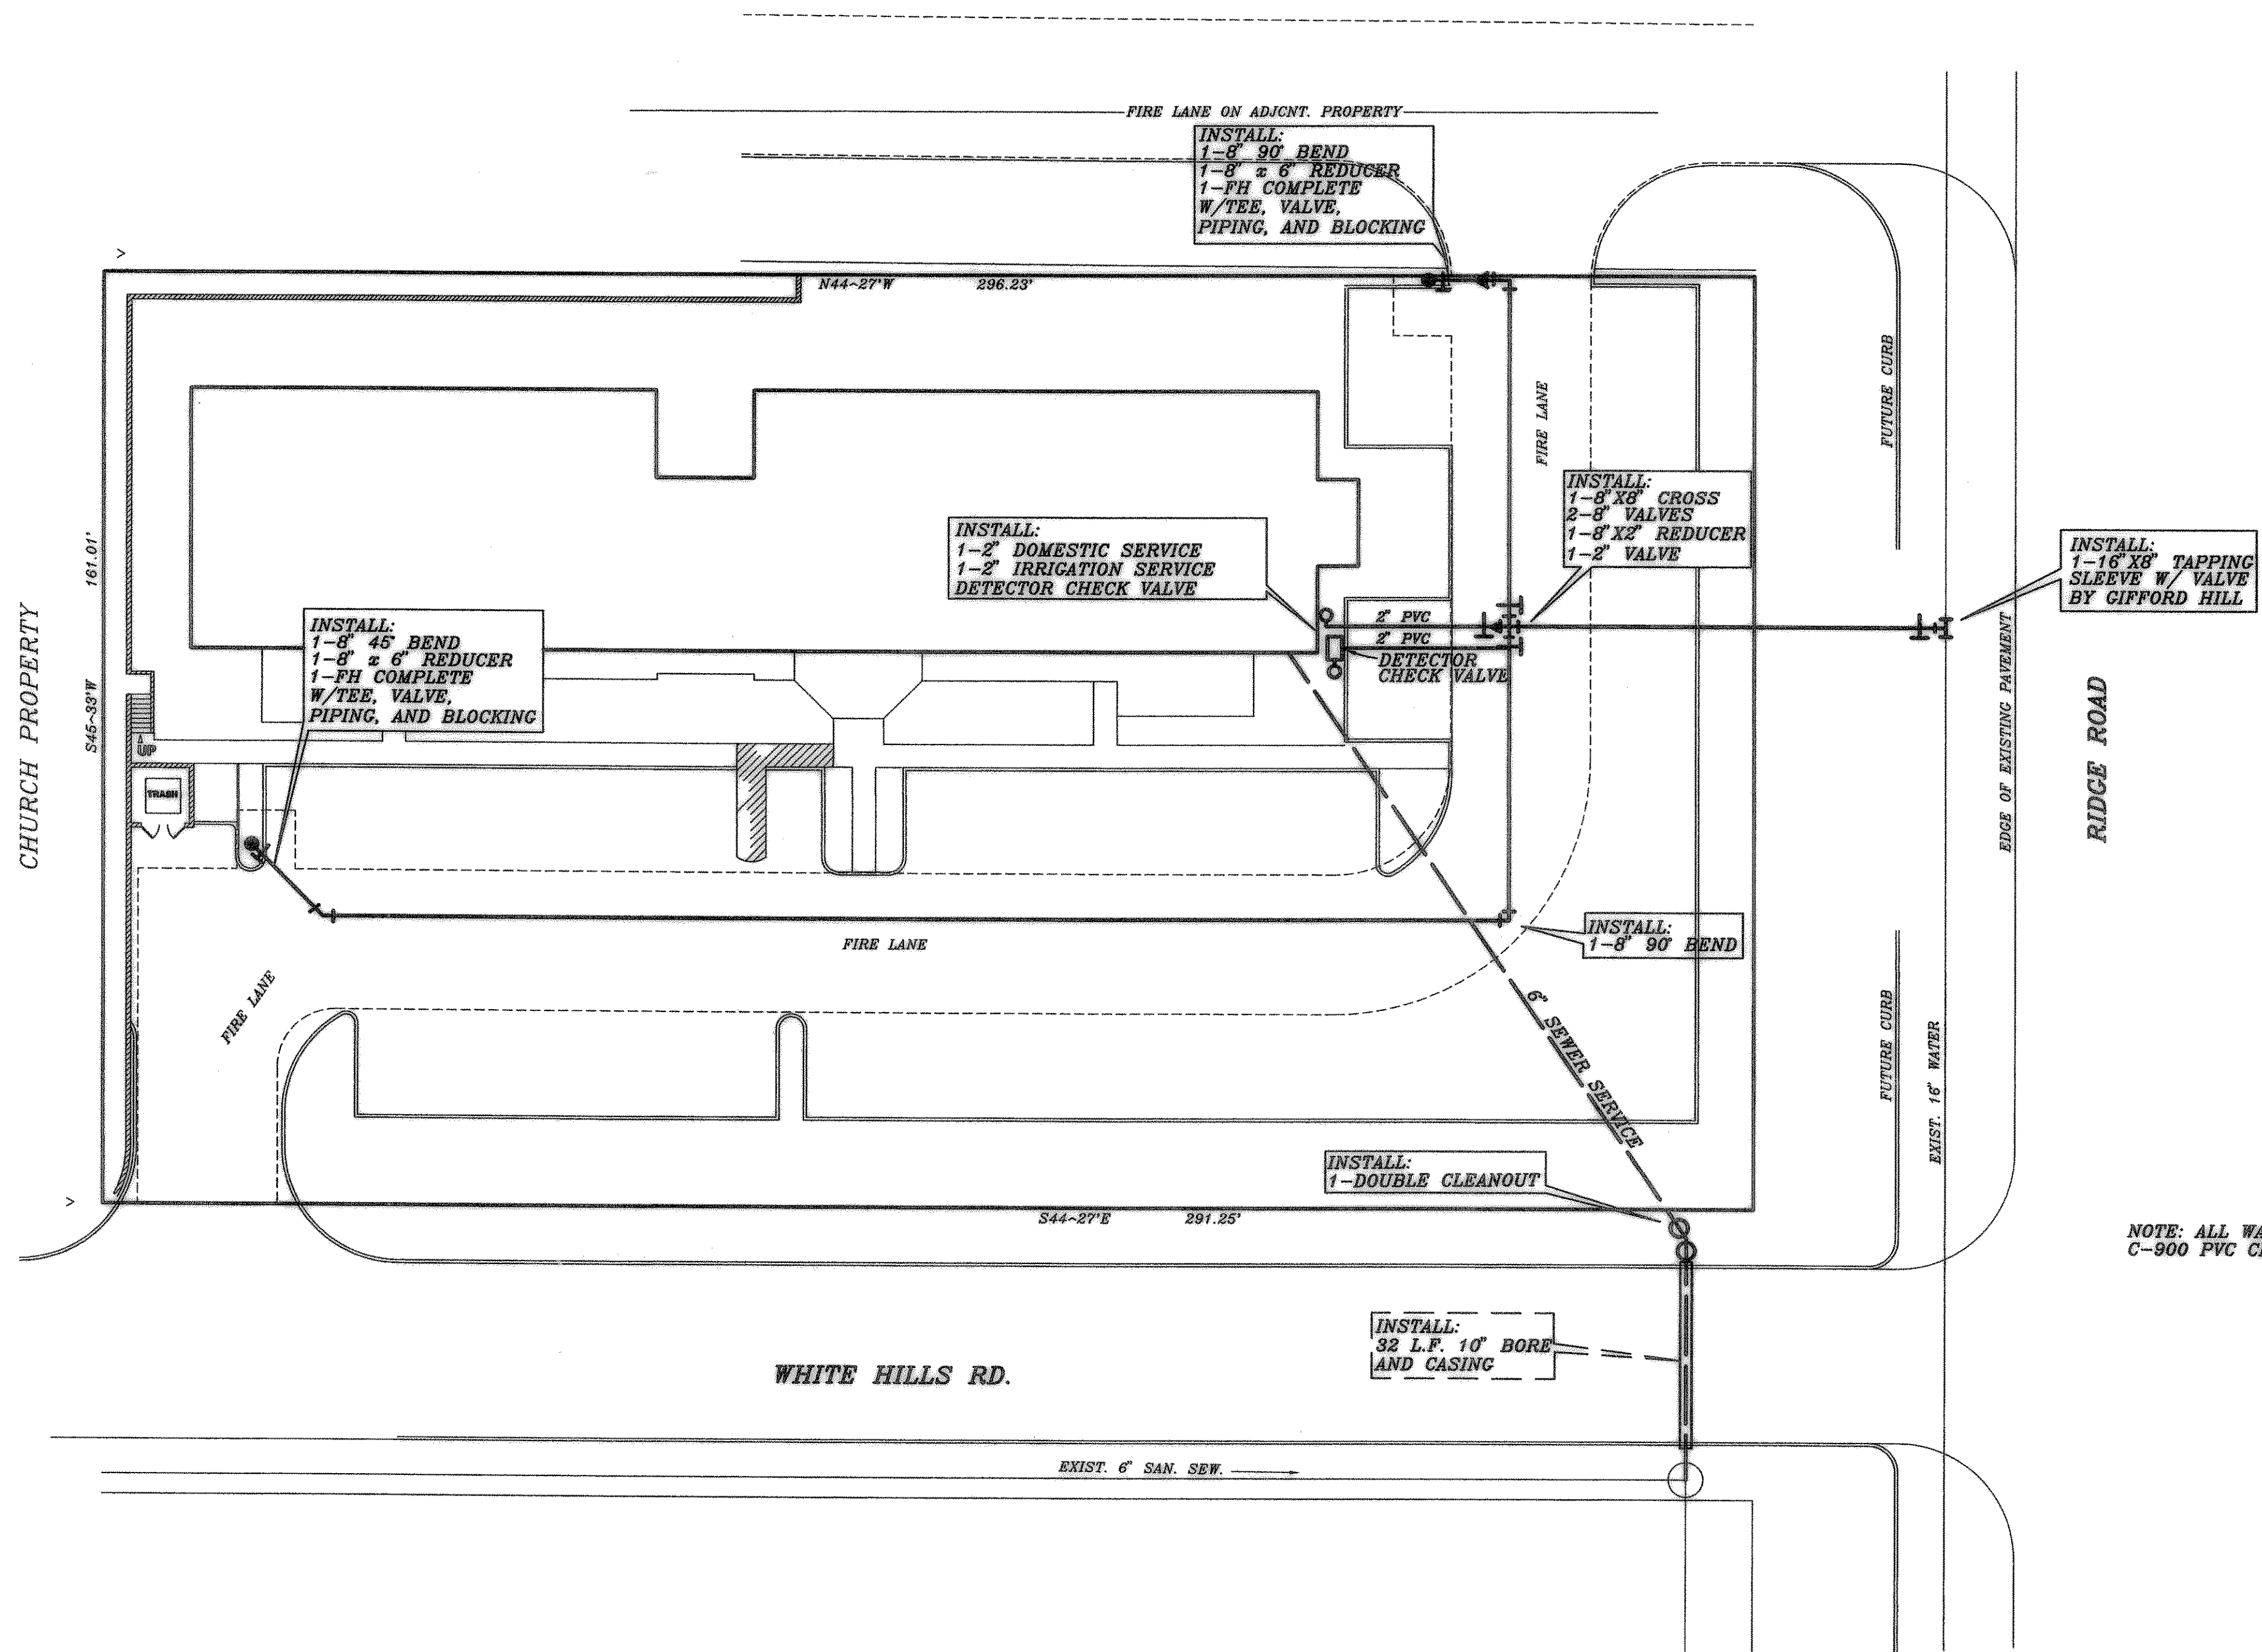 FIRE LANE ON ADJCNT. PROPERTY
INSTALL:
1-8" 90° BEND
1-8" x 6" REDUCER
1-FH COMPLETE
W/TEE, VALVE,
PIPING, AND BLOCKING
N44~27'W 296.23'
FIRE LANE
FUTURE CURB
INSTALL:
1-8"X8" CROSS
2-8" VALVES
1-8"X2" REDUCER
1-2" VALVE
INSTALL:
1-2" DOMESTIC SERVICE
1-2" IRRIGATION SERVICE
DETECTOR CHECK VALVE
INSTALL:
1-16"X8" TAPPING
SLEEVE W/ VALVE
BY GIFFORD HILL
2" PVC
2" PVC
DETECTOR
CHECK VALVE
INSTALL:
1-8" 45° BEND
1-8" x 6" REDUCER
1-FH COMPLETE
W/TEE, VALVE,
PIPING, AND BLOCKING
CHURCH PROPERTY
S45~33'W 161.01'
UP
TRASH
EDGE OF EXISTING PAVEMENT
RIDGE ROAD
INSTALL:
1-8" 90° BEND
FIRE LANE
FIRE LANE
6" SEWER SERVICE
FUTURE CURB
EXIST. 16" WATER
INSTALL:
1-DOUBLE CLEANOUT
S44~27'E 291.25'
NOTE: ALL WA
C-900 PVC C
INSTALL:
32 L.F. 10" BORE
AND CASING
WHITE HILLS RD.
EXIST. 6" SAN. SEW.